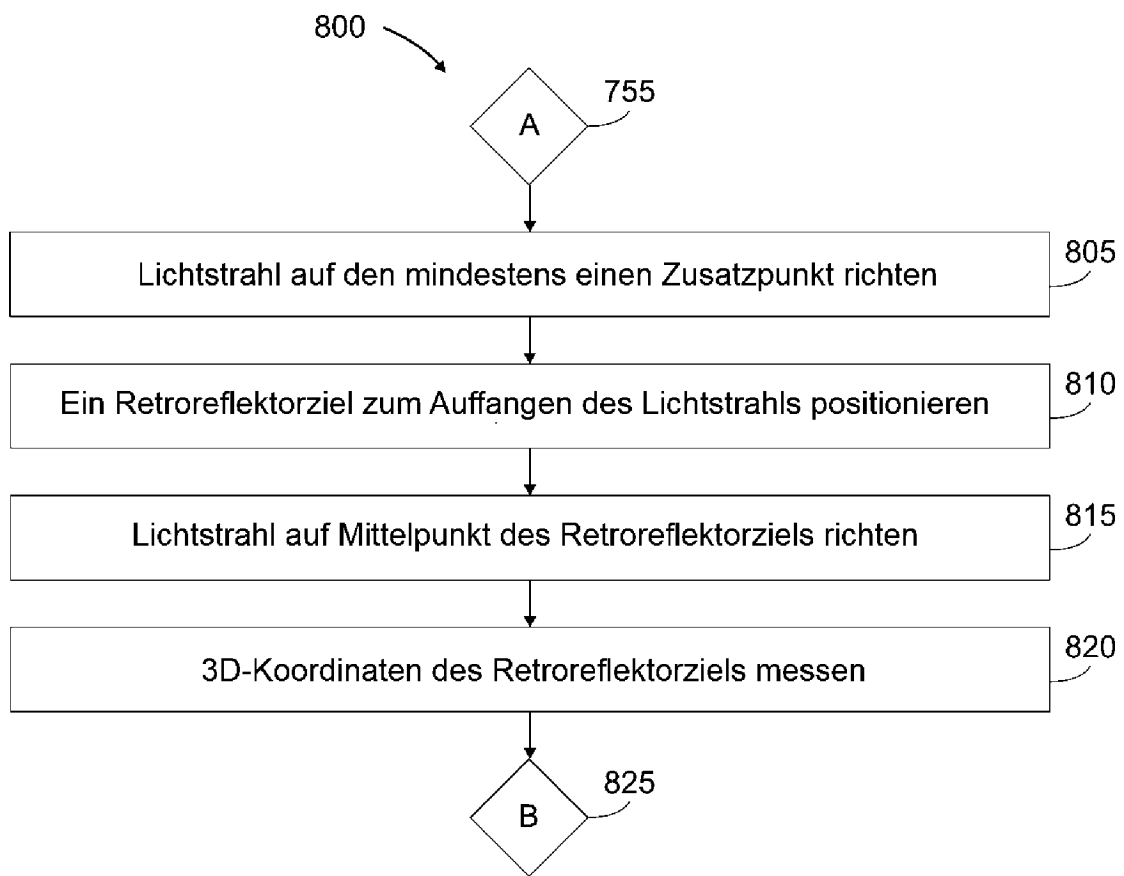 800
755
A
805
Lichtstrahl auf den mindestens einen Zusatzpunkt richten
810
Ein Retroreflektorziel zum Auffangen des Lichtstrahls positionieren
815
Lichtstrahl auf Mittelpunkt des Retroreflektorziels richten
820
3D-Koordinaten des Retroreflektorziels messen
825
B